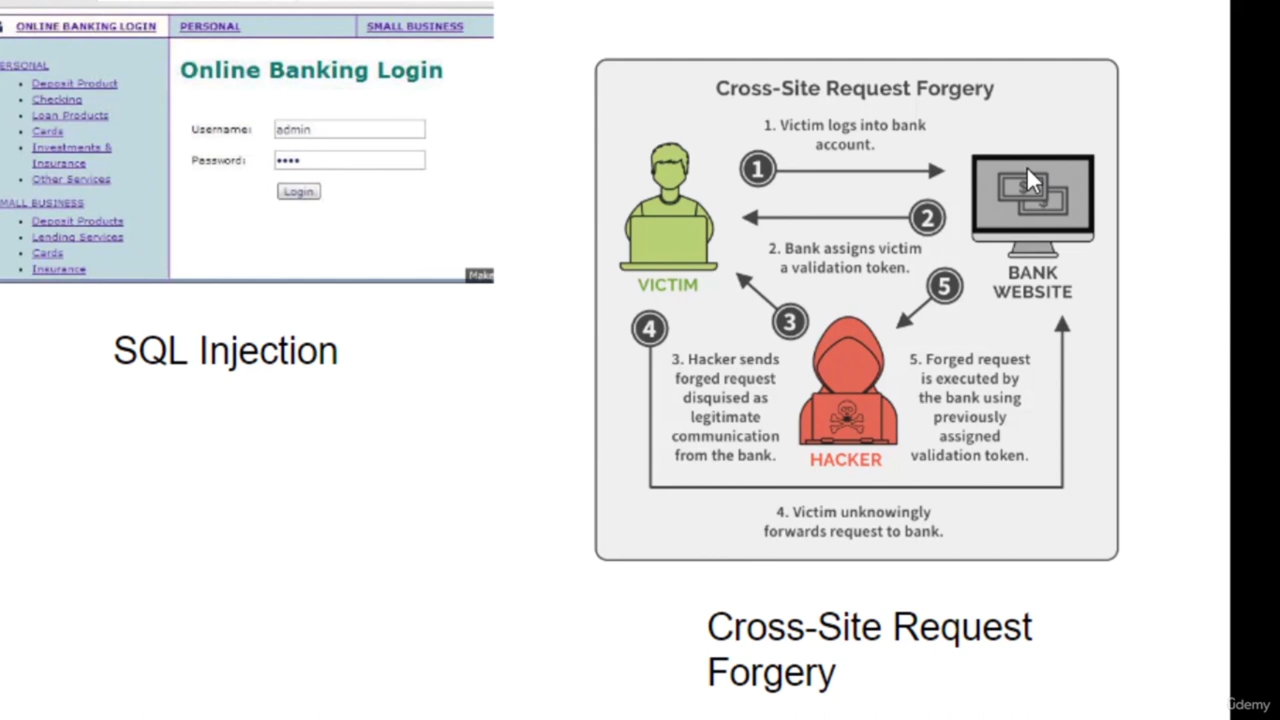 ONLINE BANKING LOGIN
PERSONAL
SMALL BUSINESS
Online Banking Login
Username: admin
Password: ••••
Login
Deposit Product
Checking
Loan Products
Cards
Investments &
Insurance
Other Services
Deposit Products
Lending Services
Cards
Insurance
SQL Injection
Cross-Site Request Forgery
1. Victim logs into bank
account.
1
2
2. Bank assigns victim
a validation token.
VICTIM
BANK
WEBSITE
5
3
4
3. Hacker sends
forged request
disquised as
legitimate
communication
from the bank.
HACKER
5. Forged request
is executed by
the bank using
previously
assigned
validation token.
4. Victim unknowingly
forwards request to bank.
Cross-Site Request
Forgery